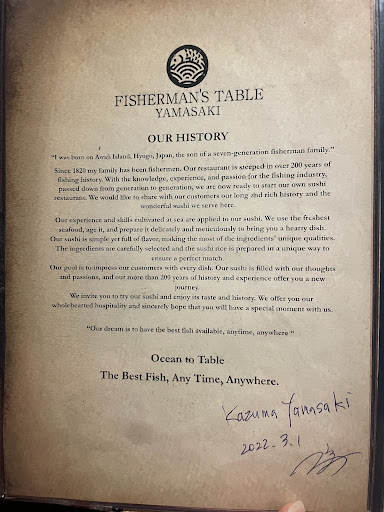 FISHERMAN'S TABLE
YAMASAKI
OUR HISTORY
"I was born on Awaji Island, Hyogo, Japan, the son of a seven-generation fisherman family."
Since 1820 my family has been fishermen. Our restaurant is steeped in over 200 years of
fishing history. With the knowledge, experience, and passion for the fishing industry,
passed down from generation to generation, we are now ready to start our own sushi
restaurant. We would like to share with our customers our long and rich history and the
wonderful sushi we serve here.
Our experience and skills cultivated at sea are applied to our sushi. We use the freshest
seafood, age it, and prepare it delicately and meticulously to bring you a hearty dish.
Our sushi is simple yet full of flavor, making the most of the ingredients' unique qualities.
The ingredients are carefully selected and the sushi rice is prepared in a unique way to
ensure a perfect match.
Our goal is to impress our customers with every dish. Our sushi is filled with our thoughts
and passions, and our more than 200 years of history and experience offer you a new
journey.
We invite you to try our sushi and enjoy its taste and history. We offer you our
wholehearted hospitality and sincerely hope that you will have a special moment with us.
"Our dream is to have the best fish available, anytime, anywhere "
Ocean to Table
The Best Fish, Any Time, Anywhere.
Kazuma Yamasaki
2022.3.1